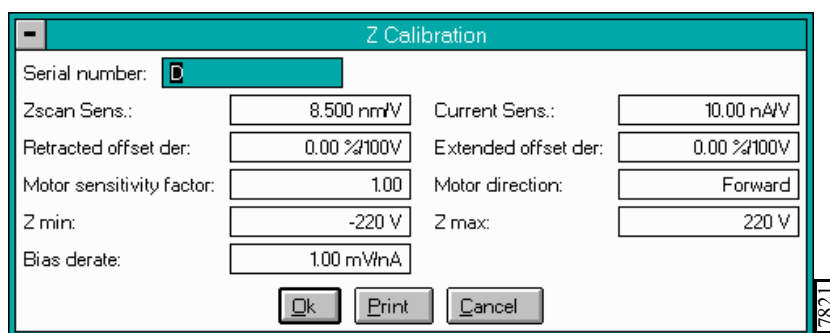 Z Calibration
Serial number: D
Zscan Sens.: 8.500 nm/V Current Sens.: 10.00 nA/V
Retracted offset der: 0.00 %/100V Extended offset der: 0.00 %/100V
Motor sensitivity factor: 1.00 Motor direction: Forward
Z min: -220 V Z max: 220 V
Bias derate: 1.00 mV/nA
Ok Print Cancel
7821